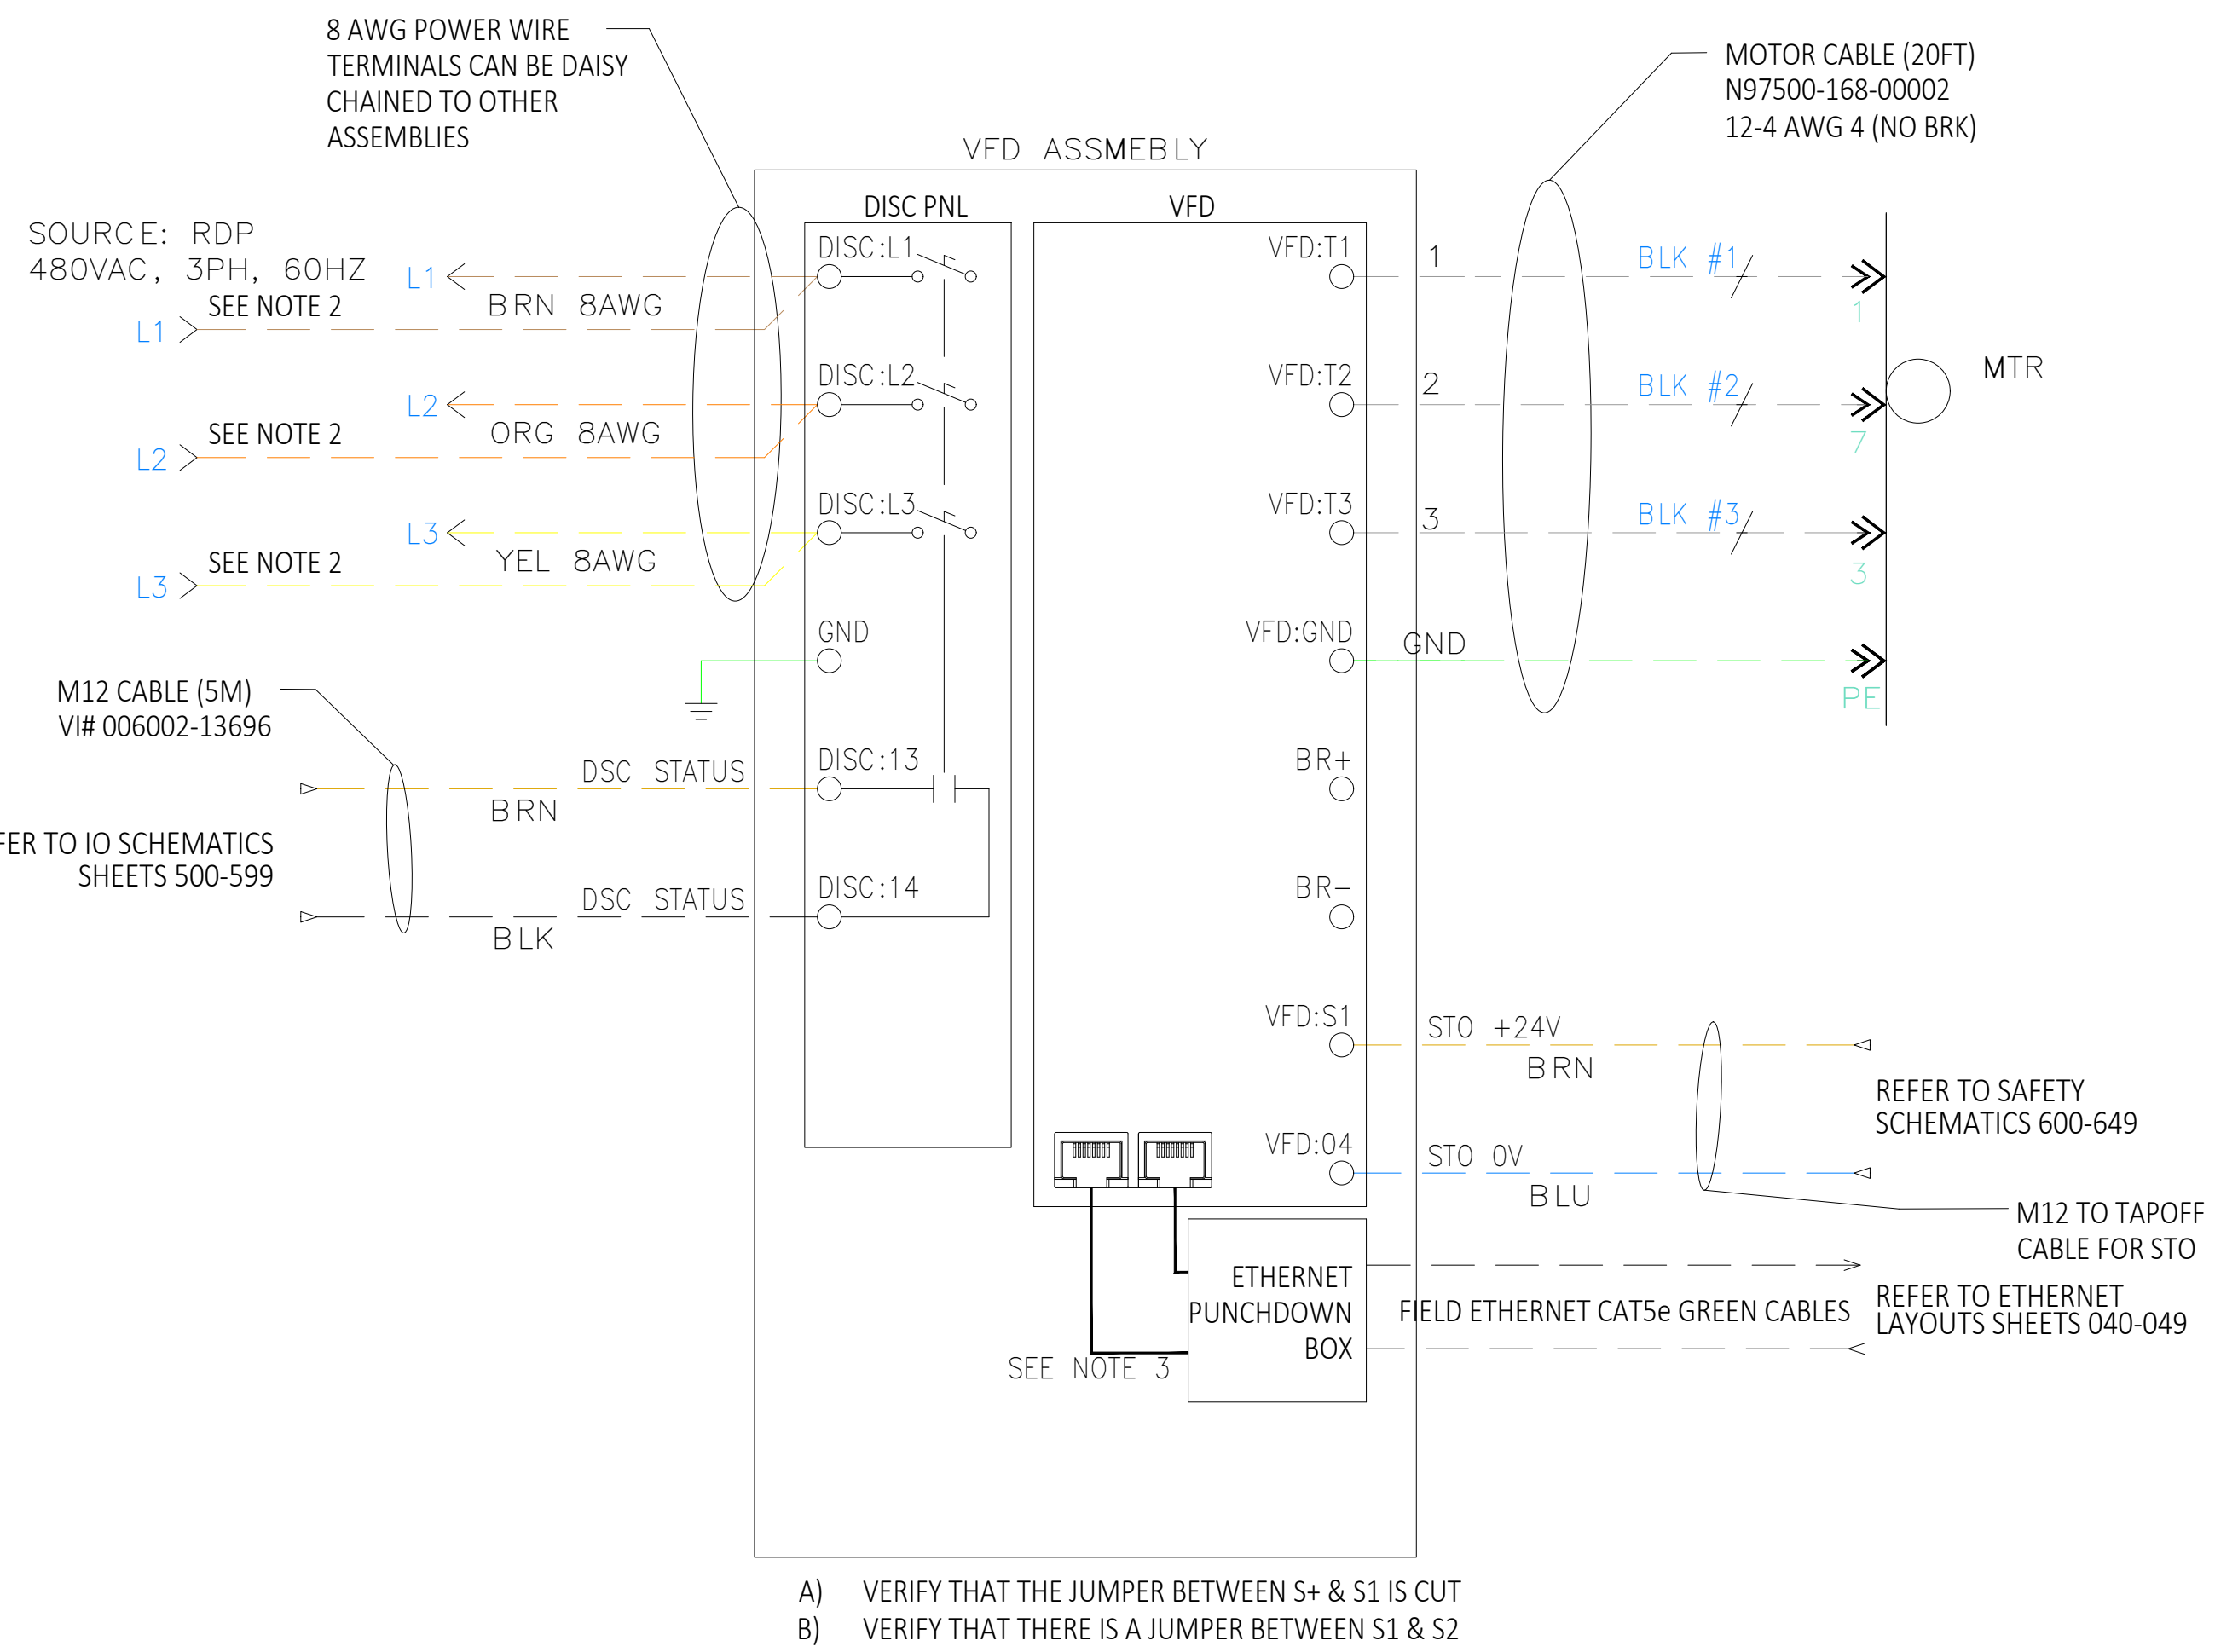 8 AWG POWER WIRE
TERMINALS CAN BE DAISY
CHAINED TO OTHER
ASSEMBLIES
MOTOR CABLE (20FT)
N97500-168-00002
12-4 AWG 4 (NO BRK)
VFD ASSMEBLY
DISC PNL
VFD
SOURCE: RDP
480VAC, 3PH, 60HZ
L1
SEE NOTE 2
BRN 8AWG
L1
L2
SEE NOTE 2
ORG 8AWG
L2
L3
SEE NOTE 2
YEL 8AWG
L3
DISC:L1
DISC:L2
DISC:L3
GND
DISC:13
DISC:14
M12 CABLE (5M)
VI# 006002-13696
DSC STATUS
BRN
TO IO SCHEMATICS
SHEETS 500-599
DSC STATUS
BLK
VFD:T1
VFD:T2
VFD:T3
VFD:GND
BR+
BR-
VFD:S1
VFD:04
1
BLK #1
1
2
BLK #2
7
MTR
3
BLK #3
3
GND
PE
STO +24V
BRN
REFER TO SAFETY
SCHEMATICS 600-649
STO 0V
BLU
M12 TO TAPOFF
CABLE FOR STO
ETHERNET
PUNCHDOWN
BOX
SEE NOTE 3
FIELD ETHERNET CAT5e GREEN CABLES
REFER TO ETHERNET
LAYOUTS SHEETS 040-049
A) VERIFY THAT THE JUMPER BETWEEN S+ & S1 IS CUT
B) VERIFY THAT THERE IS A JUMPER BETWEEN S1 & S2